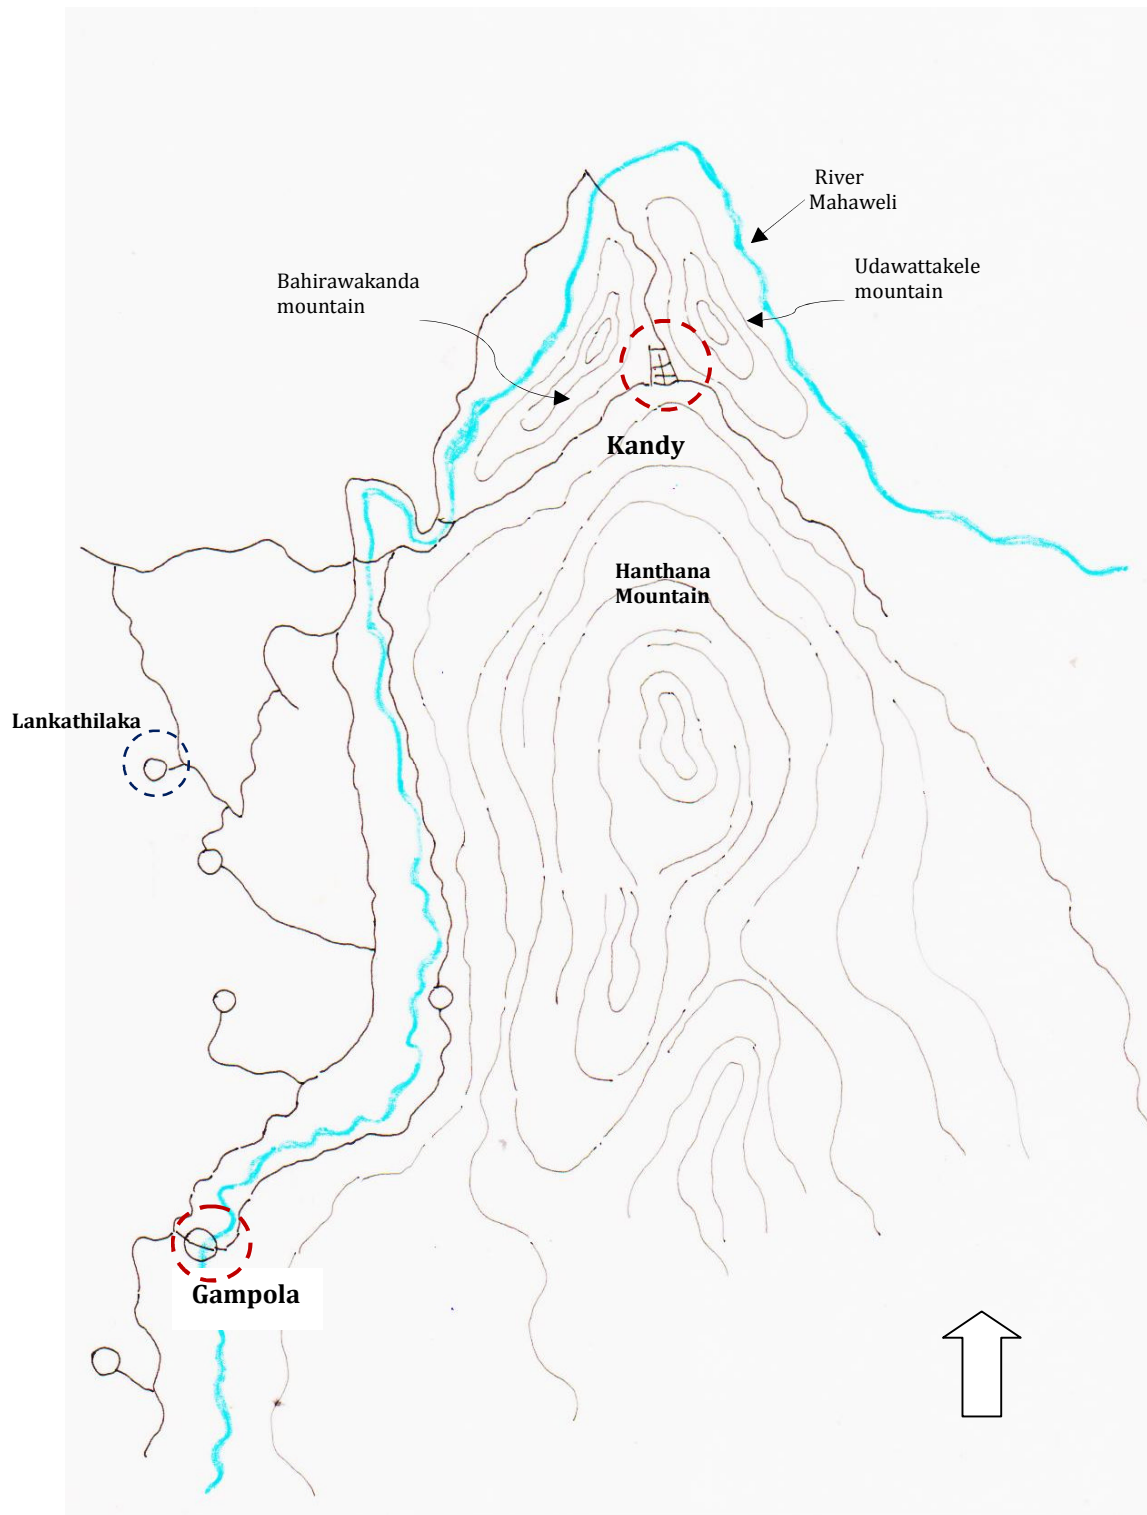 River
Mahaweli
Udawattakele
mountain
Bahirawakanda
mountain
Kandy
Hanthana
Mountain
Lankathilaka
Gampola